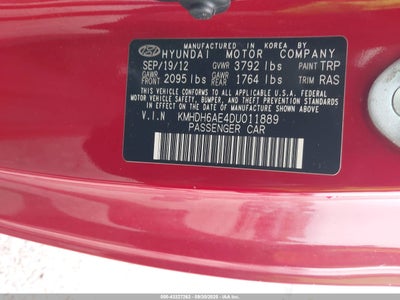 MANUFACTURED IN KOREA BY
HYUNDAI MOTOR COMPANY
SEP/19/12 GVWR 3792 lbs PAINT TRP
GAWR FRONT 2095 lbs GAWR REAR 1764 lbs TRIM RAS
THIS VEHICLE CONFORMS TO ALL APPLICABLE U.S. FEDERAL MOTOR
VEHICLE SAFETY, BUMPER, AND THEFT PREVENTION STANDARDS
IN EFFECT ON THE DATE OF MANUFACTURE SHOWN ABOVE.
V.I.N KMHDH6AE4DU011889
PASSENGER CAR